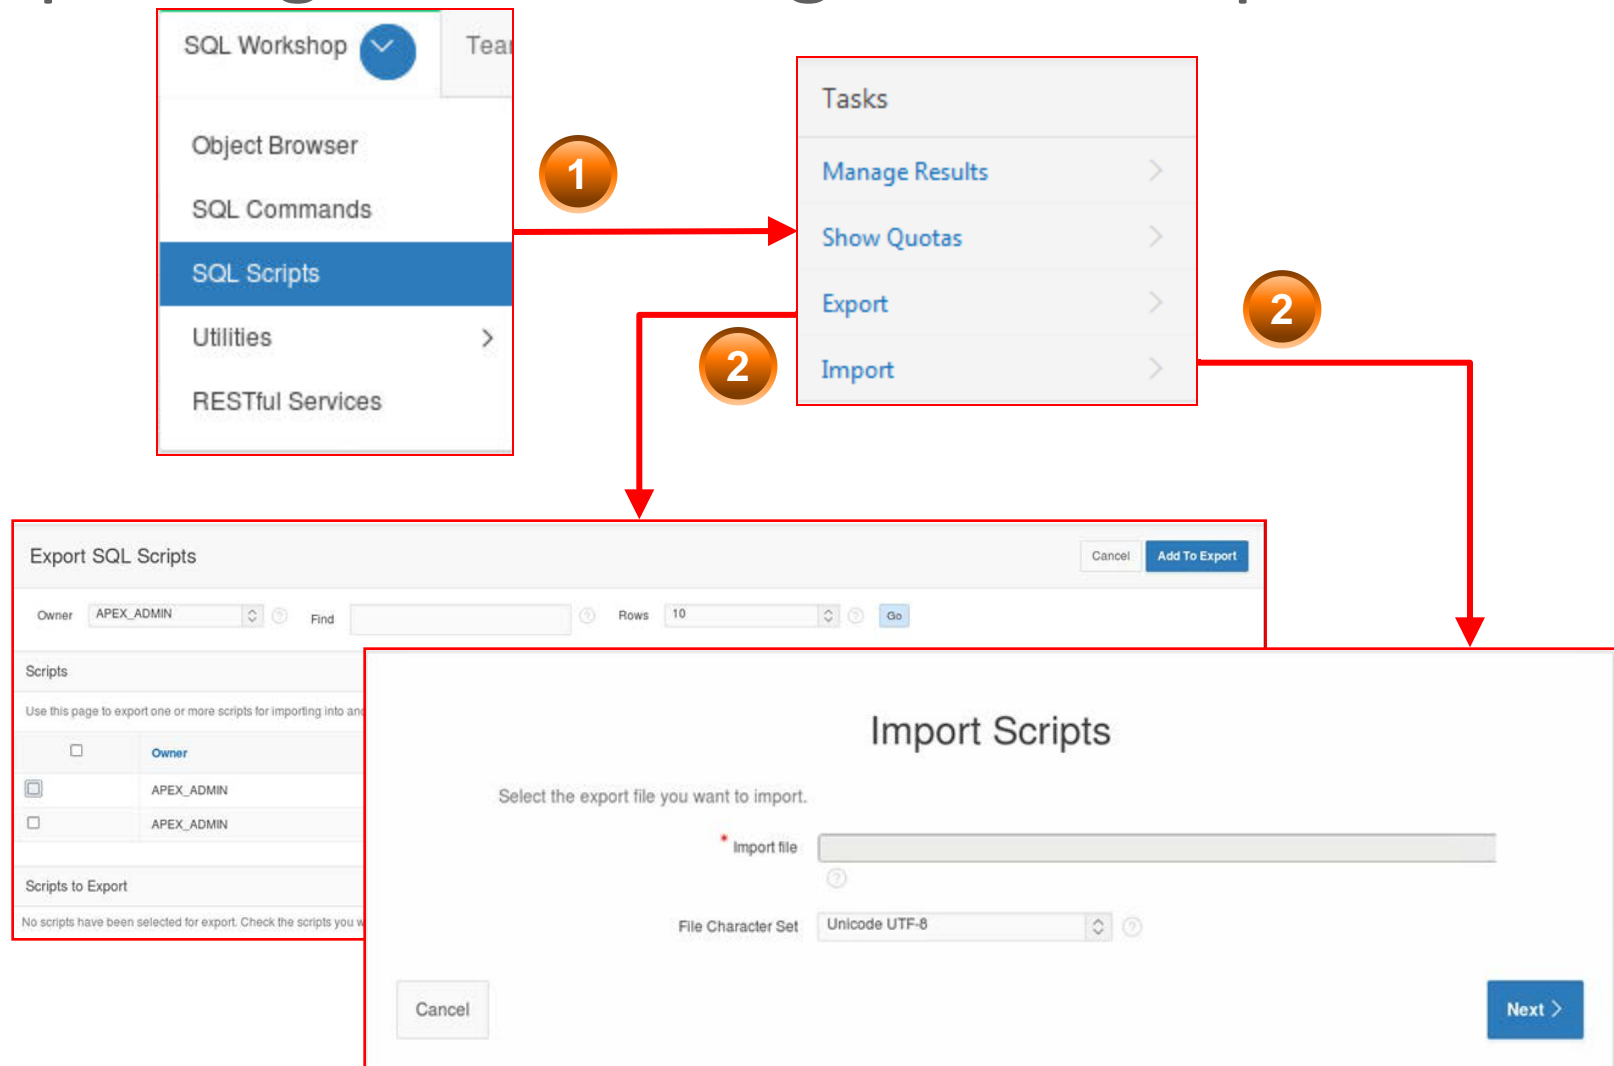 SQL Workshop
Tear
Object Browser
SQL Commands
SQL Scripts
Utilities
RESTful Services
1
Tasks
Manage Results
Show Quotas
Export
Import
2
2
Export SQL Scripts
Cancel
Add To Export
Owner APEX_ADMIN ? Find ? Rows 10 ? Go
Scripts
Use this page to export one or more scripts for importing into
Owner
APEX_ADMIN
APEX_ADMIN
Scripts to Export
No scripts have been selected for export. Check the scripts you
Import Scripts
Select the export file you want to import.
* Import file
?
File Character Set Unicode UTF-8 ?
Cancel
Next >